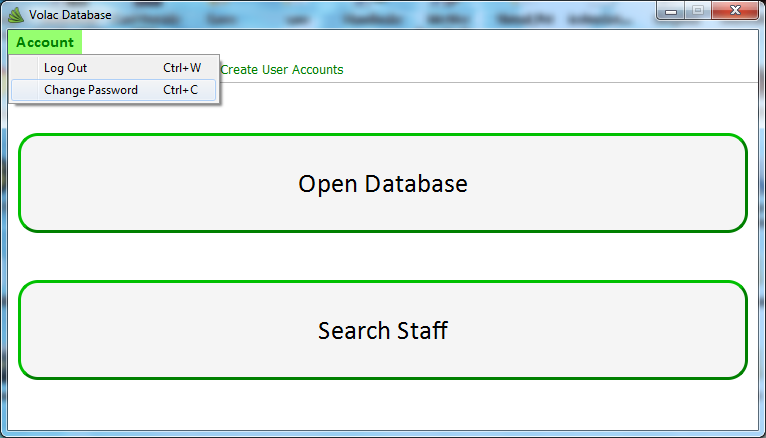 Volac Database
Account
Log Out Ctrl+W
Create User Accounts
Change Password Ctrl+C
Open Database
Search Staff